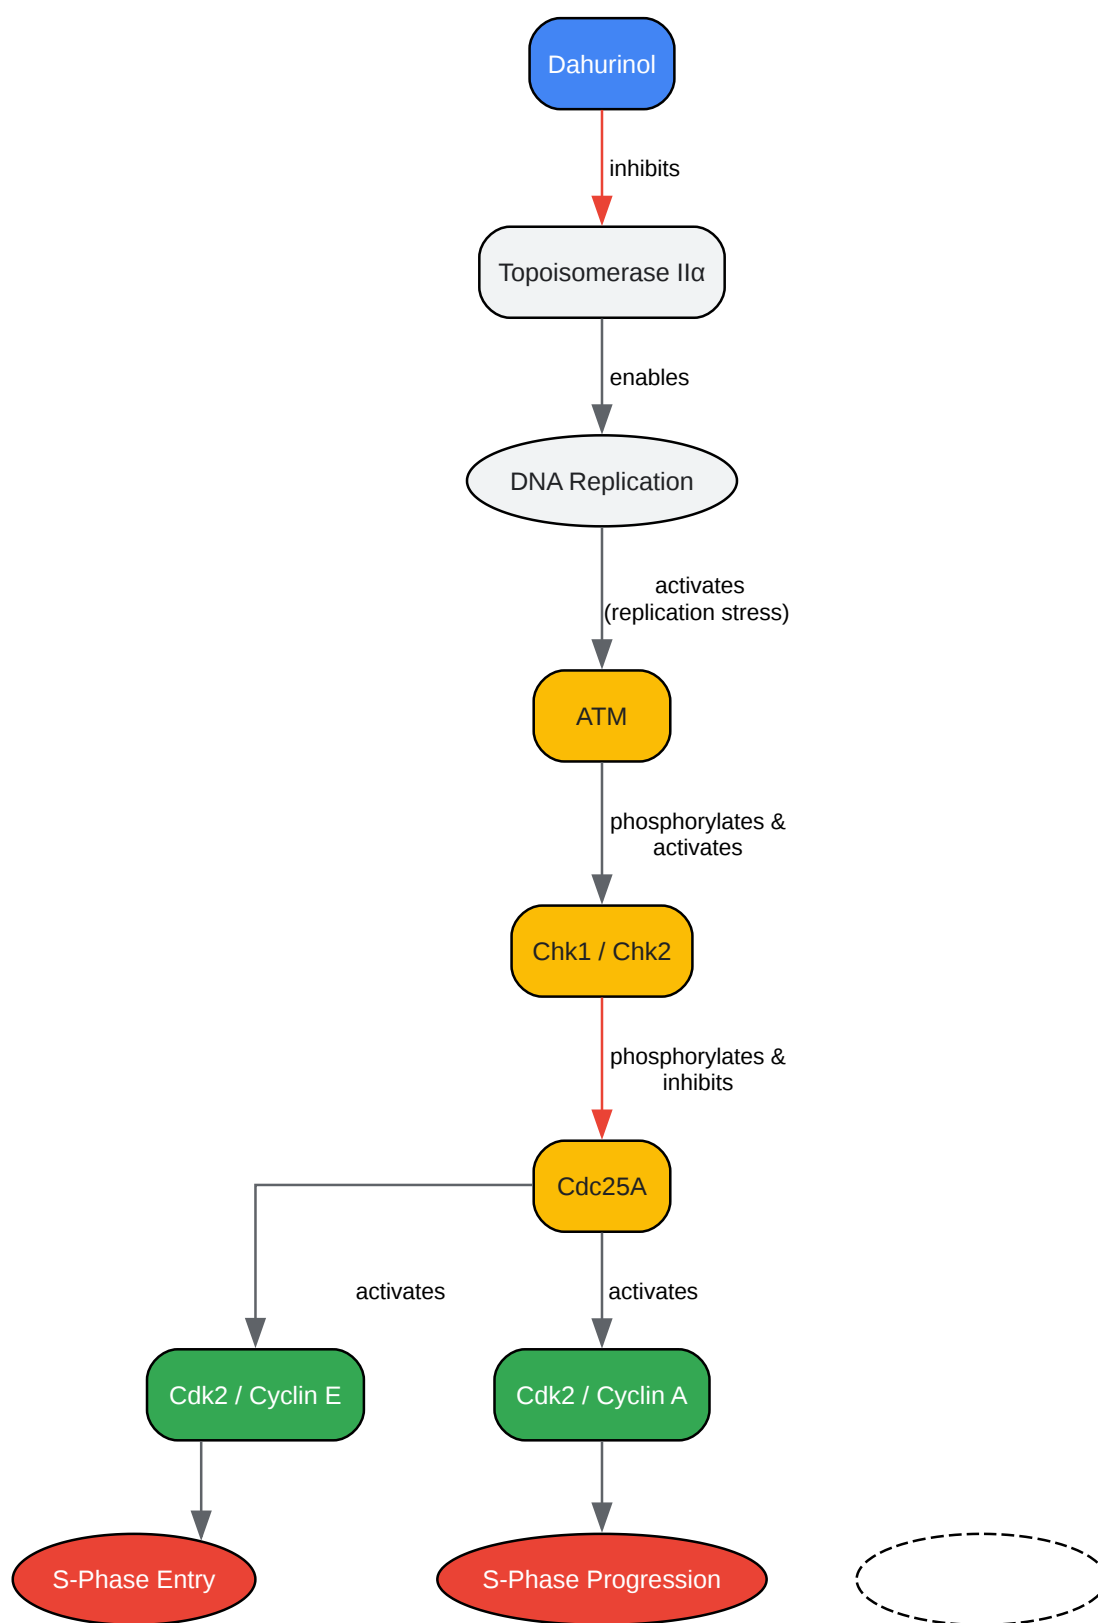 Dahurinol
inhibits
Topoisomerase IIα
enables
DNA Replication
activates
(replication stress)
ATM
phosphorylates &
activates
Chk1 / Chk2
phosphorylates &
inhibits
Cdc25A
activates
activates
Cdk2 / Cyclin E
Cdk2 / Cyclin A
S-Phase Entry
S-Phase Progression